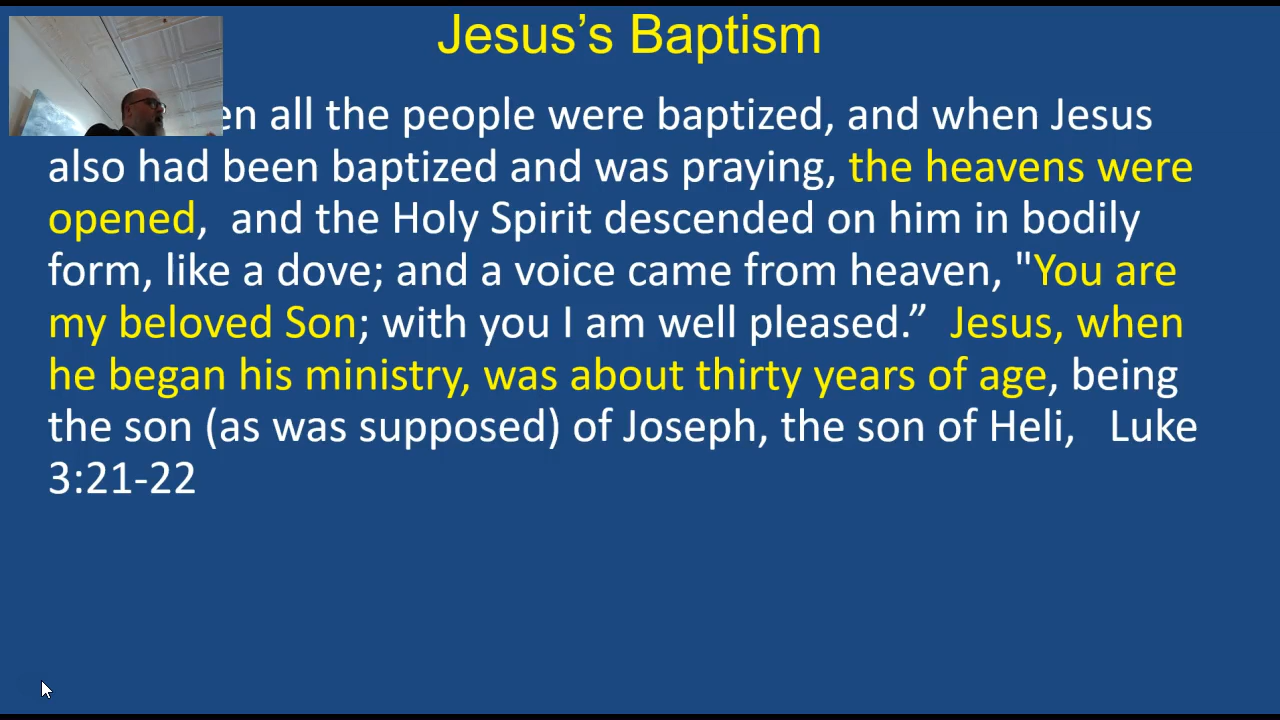 Jesus’s Baptism
en all the people were baptized, and when Jesus
also had been baptized and was praying, the heavens were
opened,  and the Holy Spirit descended on him in bodily
form, like a dove; and a voice came from heaven, "You are
my beloved Son; with you I am well pleased.”  Jesus, when
he began his ministry, was about thirty years of age, being
the son (as was supposed) of Joseph, the son of Heli,   Luke
3:21-22